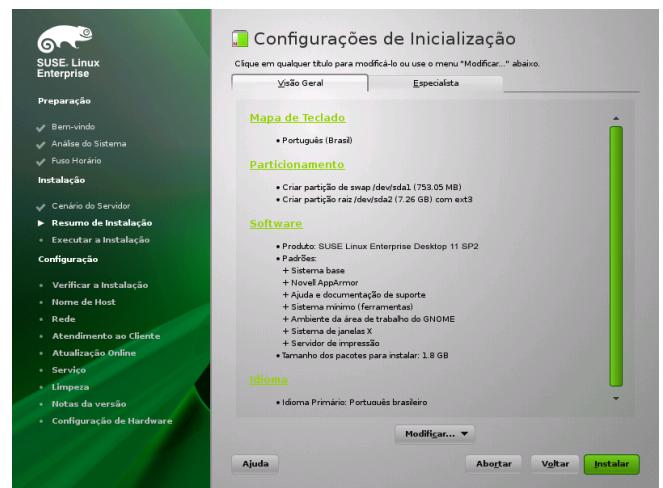 SUSE. Linux
Enterprise
Preparação
Bem-vindo
Análise do Sistema
Fuso Horário
Instalação
Cenário do Servidor
Resumo de Instalação
Executar a Instalação
Configuração
Verificar a Instalação
Nome de Host
Rede
Atendimento ao Cliente
Atualização Online
Serviço
Limpeza
Notas da versão
Configuração de Hardware
Configurações de Inicialização
Clique em qualquer título para modificá-lo ou use o menu "Modificar..." abaixo.
Visão Geral
Especialista
Mapa de Teclado
• Português (Brasil)
Particionamento
• Criar partição de swap /dev/sda1 (753.05 MB)
• Criar partição raiz /dev/sda2 (7.26 GB) com ext3
Software
• Produto: SUSE Linux Enterprise Desktop 11 SP2
• Padrões:
+ Sistema base
+ Novell AppArmor
+ Ajuda e documentação de suporte
+ Sistema mínimo (ferramentas)
+ Ambiente da área de trabalho do GNOME
+ Sistema de janelas X
+ Servidor de impressão
• Tamanho dos pacotes para instalar: 1.8 GB
Idioma
• Idioma Primário: Português brasileiro
Modificar...
Ajuda
Abortar
Voltar
Instalar